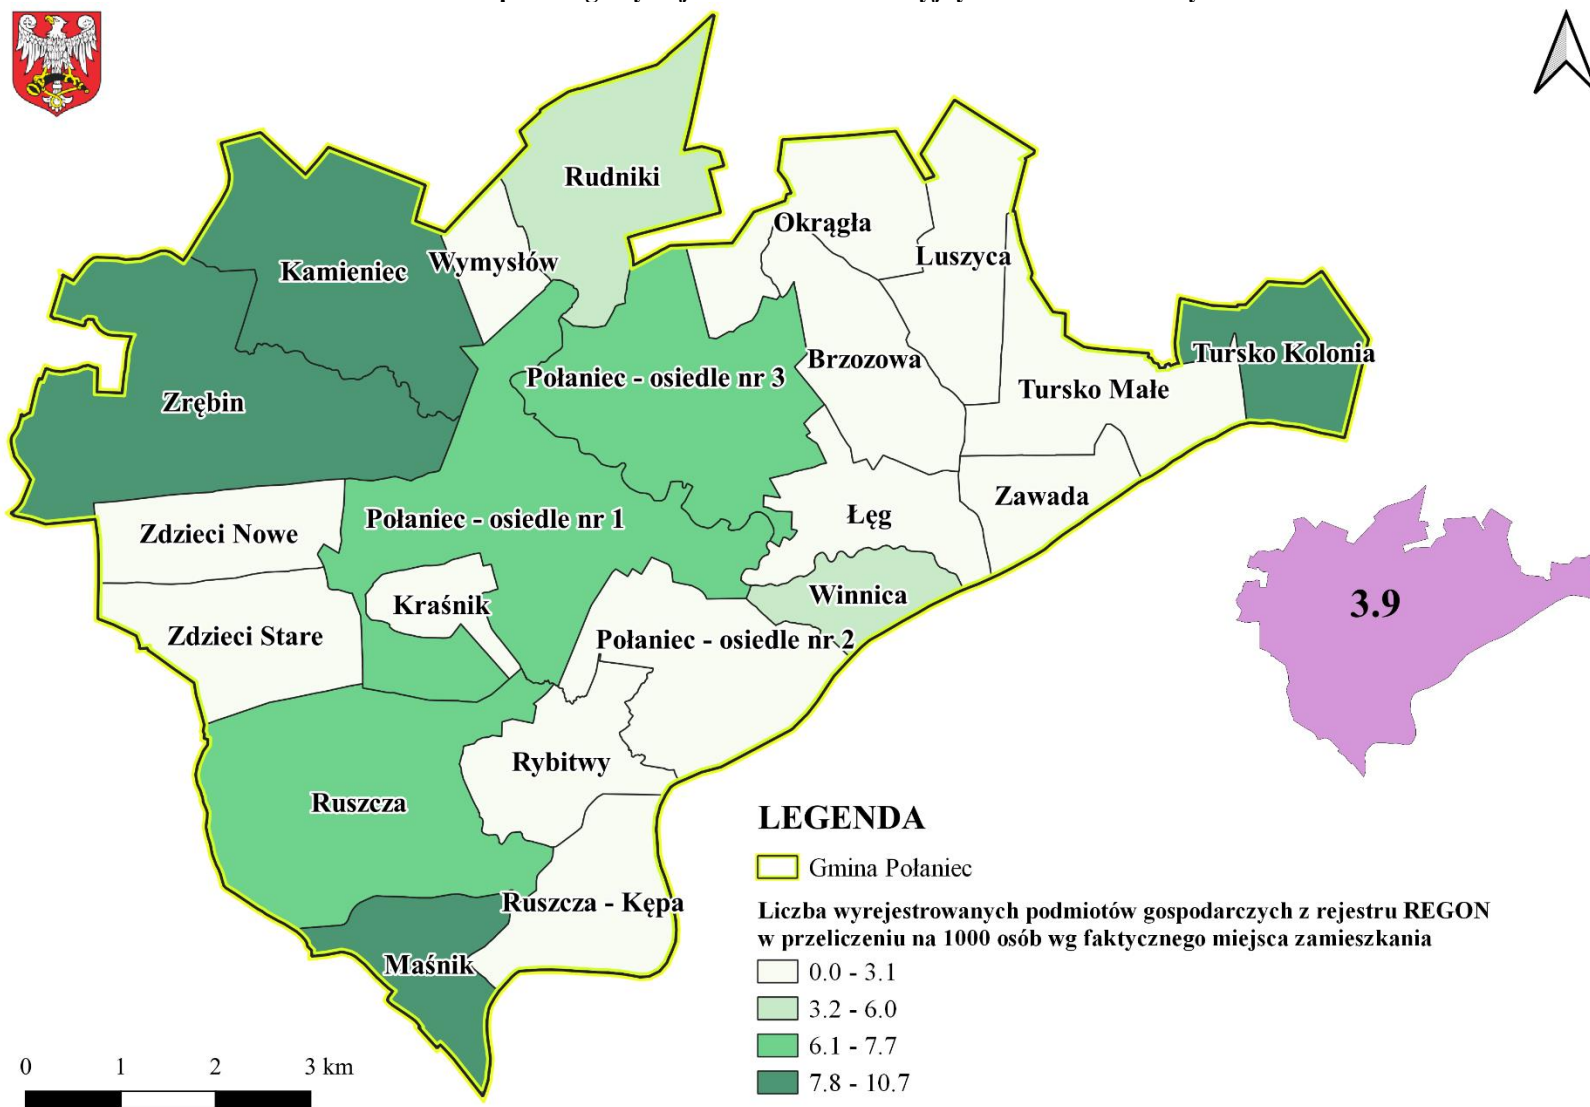 Rudniki
Okrągła
Wymysłów
Luszyca
Kamieniec
Tursko Kolonia
Brzozowa
Połaniec - osiedle nr 3
Tursko Małe
Zrębin
Zawada
Łęg
Połaniec - osiedle nr 1
Zdzieci Nowe
Winnica
Kraśnik
3.9
Zdzieci Stare
Połaniec - osiedle nr 2
Rybitwy
Ruszcza
Ruszcza - Kępa
Maśnik
LEGENDA
Gmina Połaniec
Liczba wyrejestrowanych podmiotów gospodarczych z rejestru REGON
w przeliczeniu na 1000 osób wg faktycznego miejsca zamieszkania
0.0 - 3.1
3.2 - 6.0
6.1 - 7.7
7.8 - 10.7
0 1 2 3 km